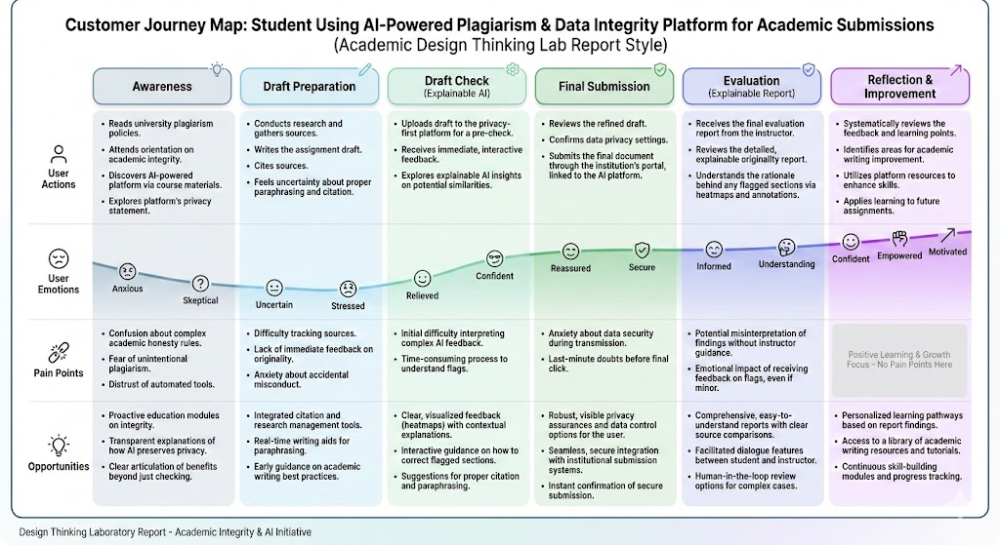 Customer Journey Map: Student Using AI-Powered Plagiarism & Data Integrity Platform for Academic Submissions
(Academic Design Thinking Lab Report Style)
Awareness
Draft Preparation
Draft Check
(Explainable AI)
Final Submission
Evaluation
(Explainable Report)
Reflection &
Improvement
User
Actions
• Reads university plagiarism
policies.
• Attends orientation on
academic integrity.
• Discovers AI-powered
platform via course materials.
• Explores platform's privacy
statement.
• Conducts research and
gathers sources.
• Writes the assignment draft.
• Cites sources.
• Feels uncertainty about proper
paraphrasing and citation.
• Uploads draft to the privacy-
first platform for a pre-check.
• Receives immediate, interactive
feedback.
• Explores explainable AI insights
on potential similarities.
• Reviews the refined draft.
• Confirms data privacy settings.
• Submits the final document
through the institution's portal,
linked to the AI platform.
• Receives the final evaluation
report from the instructor.
• Reviews the detailed,
explainable originality report.
• Understands the rationale
behind any flagged sections via
heatmaps and annotations.
• Systematically reviews the
feedback and learning points.
• Identifies areas for academic
writing improvement.
• Utilizes platform resources to
enhance skills.
• Applies learning to future
assignments.
User
Emotions
Anxious
Skeptical
Uncertain
Stressed
Relieved
Confident
Reassured
Secure
Informed
Understanding
Confident
Empowered
Motivated
Pain Points
• Confusion about complex
academic honesty rules.
• Fear of unintentional
plagiarism.
• Distrust of automated tools.
• Difficulty tracking sources.
• Lack of immediate feedback on
originality.
• Anxiety about accidental
misconduct.
• Initial difficulty interpreting
complex AI feedback.
• Time-consuming process to
understand flags.
• Anxiety about data security
during transmission.
• Last-minute doubts before final
click.
• Potential misinterpretation of
findings without instructor
guidance.
• Emotional impact of receiving
feedback on flags, even if
minor.
Positive Learning & Growth
Focus - No Pain Points Here
Opportunities
• Proactive education modules
on integrity.
• Transparent explanations of
how AI preserves privacy.
• Clear articulation of benefits
beyond just checking.
• Integrated citation and
research management tools.
• Real-time writing aids for
paraphrasing.
• Early guidance on academic
writing best practices.
• Clear, visualized feedback
(heatmaps) with contextual
explanations.
• Interactive guidance on how to
correct flagged sections.
• Suggestions for proper citation
and paraphrasing.
• Robust, visible privacy
assurances and data control
options for the user.
• Seamless, secure integration
with institutional submission
systems.
• Instant confirmation of secure
submission.
• Comprehensive, easy-to-
understand reports with clear
source comparisons.
• Facilitated dialogue features
between student and instructor.
• Human-in-the-loop review
options for complex cases.
• Personalized learning pathways
based on report findings.
• Access to a library of academic
writing resources and tutorials.
• Continuous skill-building
modules and progress tracking.
Design Thinking Laboratory Report - Academic Integrity & AI Initiative